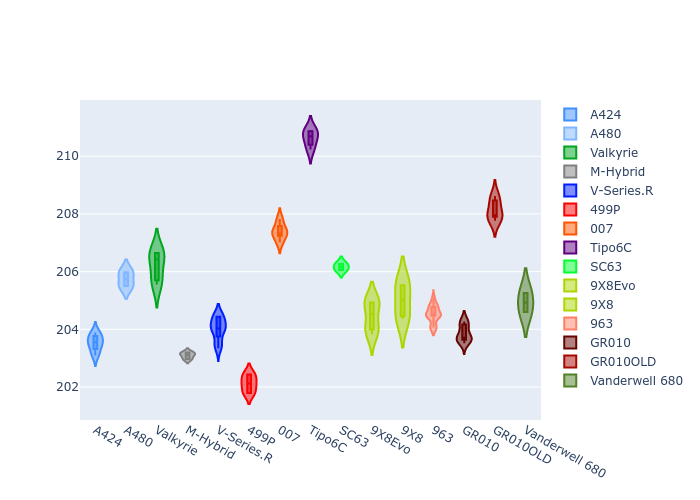 210
208
206
204
202
A424
A480
Valkyrie
M-Hybrid
V-Series.R
499P
007
Tipo6C
SC63
9X8Evo
9X8
963
GR010
GR010OLD
Vanderwell 680
A424
A480
Valkyrie
M-Hybrid
V-Series.R
499P
007
Tipo6C
SC63
9X8Evo
9X8
963
GR010
GR010OLD
Vanderwell 680